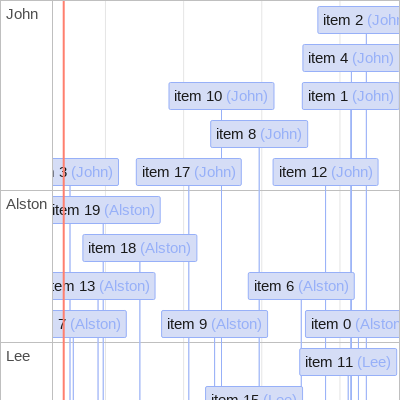 John
item 2 (John
item 4 (John)
item 10 (John)
item 1 (John)
item 8 (John)
3 (John)
item 17 (John)
item 12 (John)
Alston
item 19 (Alston)
item 18 (Alston)
item 13 (Alston)
item 6 (Alston)
7 (Alston)
item 9 (Alston)
item 0 (Alston
Lee
item 11 (Lee)
item 15 (Lee)